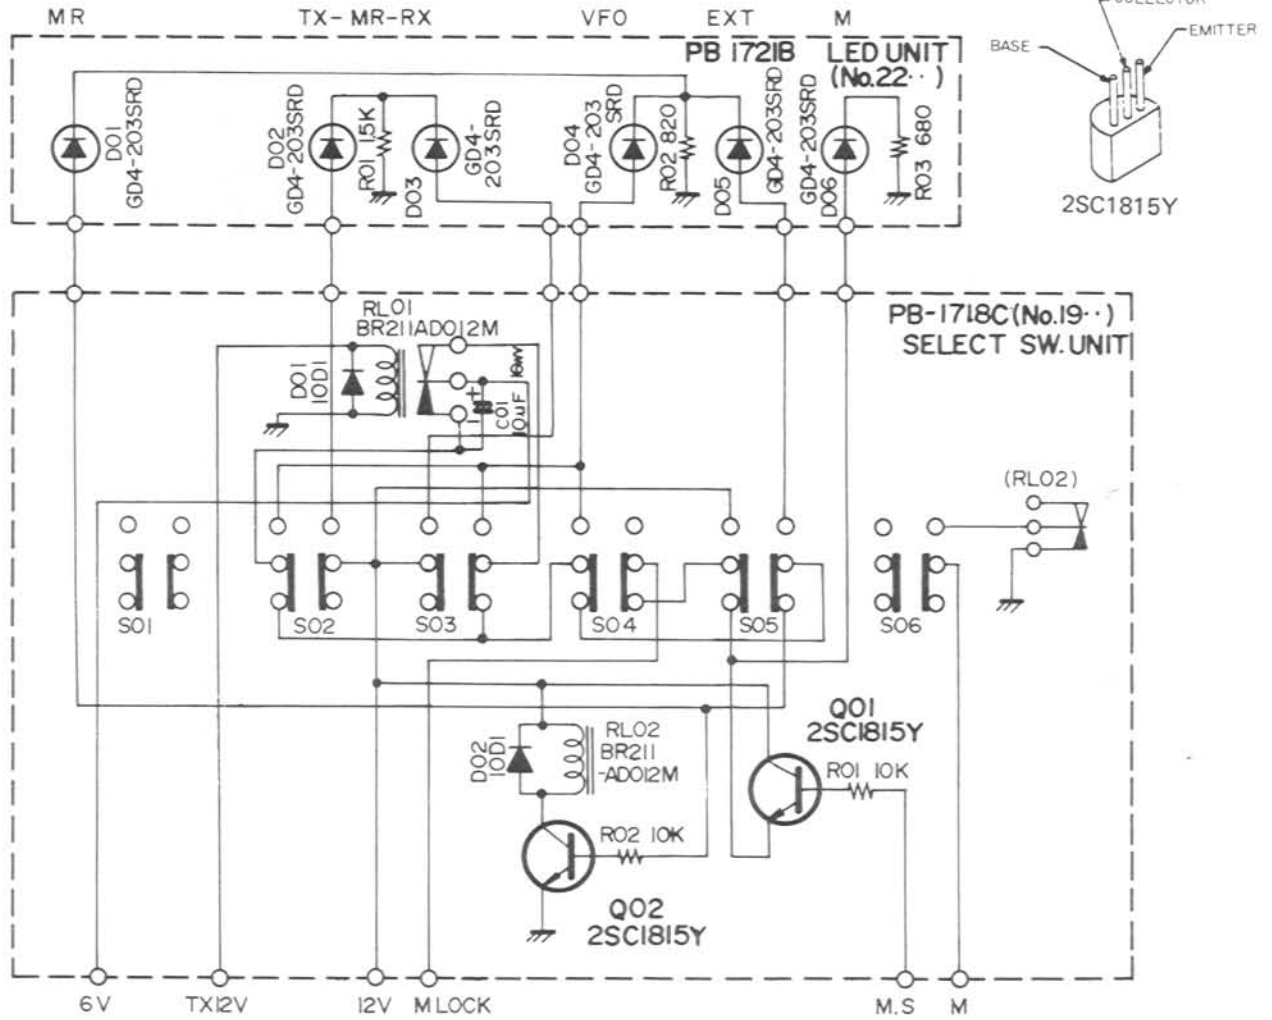 MR TX-MR-RX VFO EXT M
COLLECTOR
EMITTER
BASE
2SC1815Y
PB 1721B LED UNIT
(No.22··)
D01
GD4-203SRD
D02
GD4-203SRD
R01 1.5K
D03
GD4-
203SRD
D04
GD4-203
SRD
R02 820
D05
GD4-203SRD
D06
GD4-203SRD
R03 680
PB-1718C(No.19··)
SELECT SW.UNIT
RL01
BR211AD012M
D01
10D1
+
-
C01
10μF
16WV
(RL02)
S01 S02 S03 S04 S05 S06
D02
10D1
RL02
BR211
-AD012M
Q01
2SC1815Y
R01 10K
R02 10K
Q02
2SC1815Y
6V TX12V 12V M LOCK M.S M